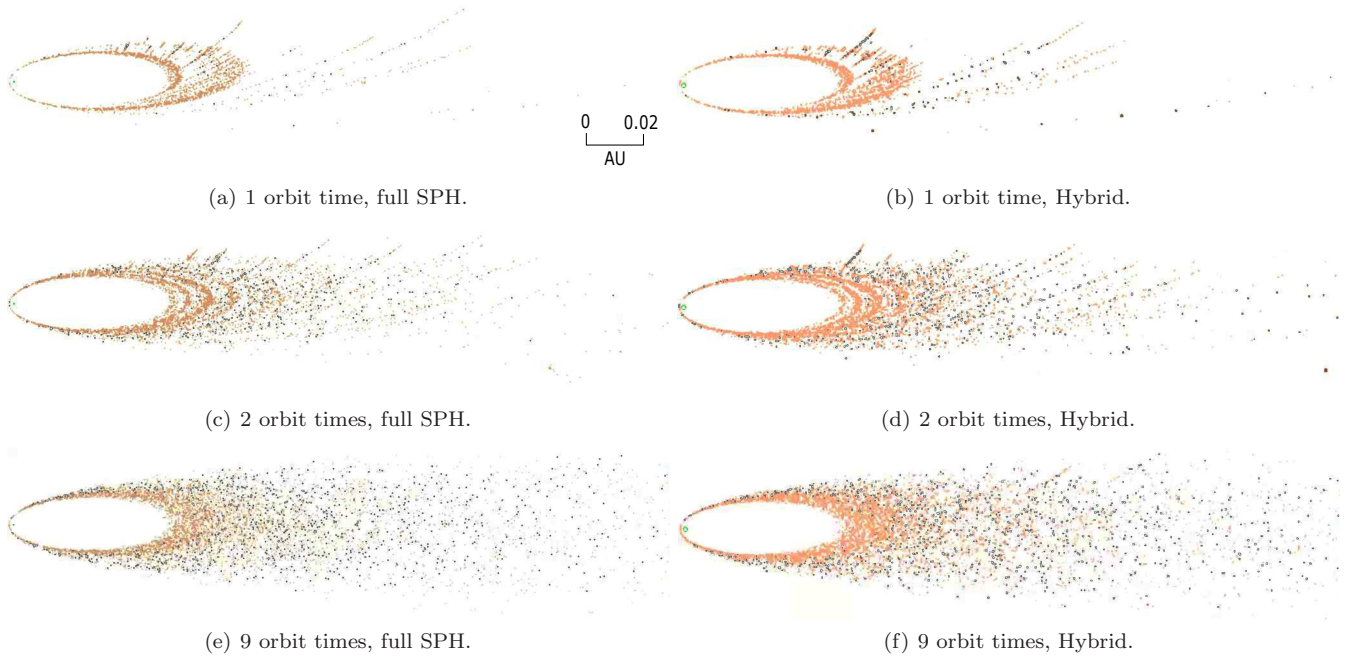 0 0.02
AU
(a) 1 orbit time, full SPH.
(b) 1 orbit time, Hybrid.
(c) 2 orbit times, full SPH.
(d) 2 orbit times, Hybrid.
(e) 9 orbit times, full SPH.
(f) 9 orbit times, Hybrid.